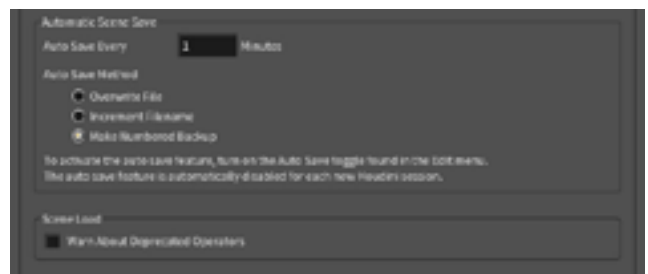 Automatic Scene Save
Auto Save Every 1 Minutes
Auto Save Method
Overwrite File
Increment Filename
Make Numbered Backup
To activate the auto save feature, turn on the Auto Save toggle found in the Edit menu.
The auto save feature is automatically disabled for each new Houdini session.
Scene Load
Warn About Deprecated Operators